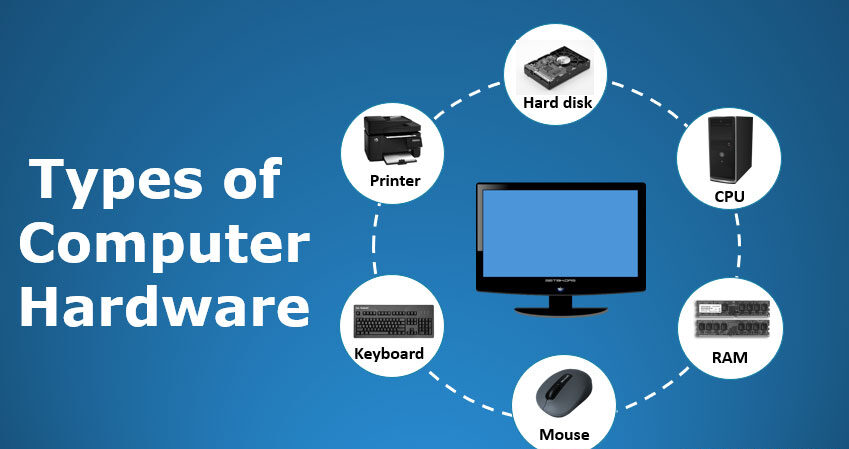 Types of
Computer
Hardware
Hard disk
CPU
RAM
Mouse
Keyboard
Printer